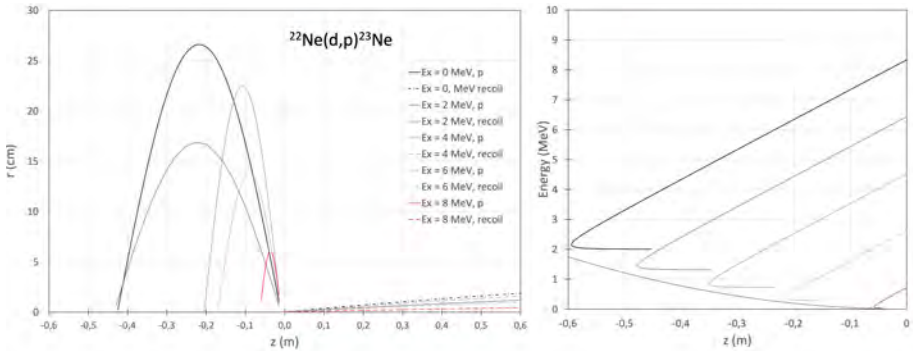 ²²Ne(d,p)²³Ne
30
25
20
15
10
5
0
r (cm)
-0,6
-0,5
-0,4
-0,3
-0,2
-0,1
0,0
0,1
0,2
0,3
0,4
0,5
0,6
z (m)
Ex = 0 MeV, p
Ex = 0, MeV recoil
Ex = 2 MeV, p
Ex = 2 MeV, recoil
Ex = 4 MeV, p
Ex = 4 MeV, recoil
Ex = 6 MeV, p
Ex = 6 MeV, recoil
Ex = 8 MeV, p
Ex = 8 MeV, recoil
10
9
8
7
6
5
4
3
2
1
0
Energy (MeV)
-0,6
-0,5
-0,4
-0,3
-0,2
-0,1
0
z (m)